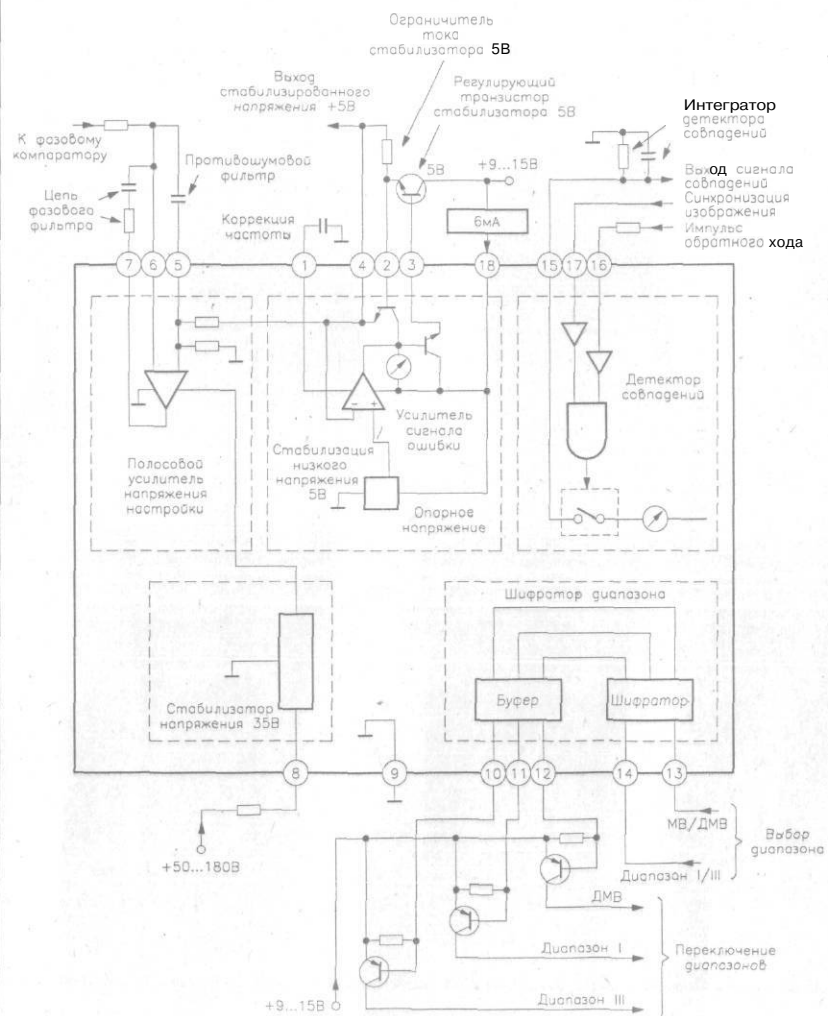 Ограничитель
тока
стабилизатора 5В
Выход
стабилизированного
напряжения +5В
Регулирующий
транзистор
стабилизатора 5В
Интегратор
детектора
совпадений
К фазовому
компаратору
Противошумовой
фильтр
5В
+9...15В
Выход сигнала
совпадений
Цепь
фазового
фильтра
Коррекция
частоты
6мА
Синхронизация
изображения
Импульс
обратного хода
7 6 5 1 4 2 3 18 15 17 16
- +
Детектор
совпадений
Усилитель
сигнала
ошибки
Полосовой
усилитель
напряжения
настройки
Стабилизация
низкого
напряжения
5В
Опорное
напряжение
Шифратор диапазона
Стабилизатор
напряжения 35В
Буфер
Шифратор
8 9 10 11 12 14 13
МВ/ДМВ
Выбор
диапазона
+50...180В
Диапазон I/III
ДМВ
Диапазон I
Переключение
диапазонов
+9...15В
Диапазон III